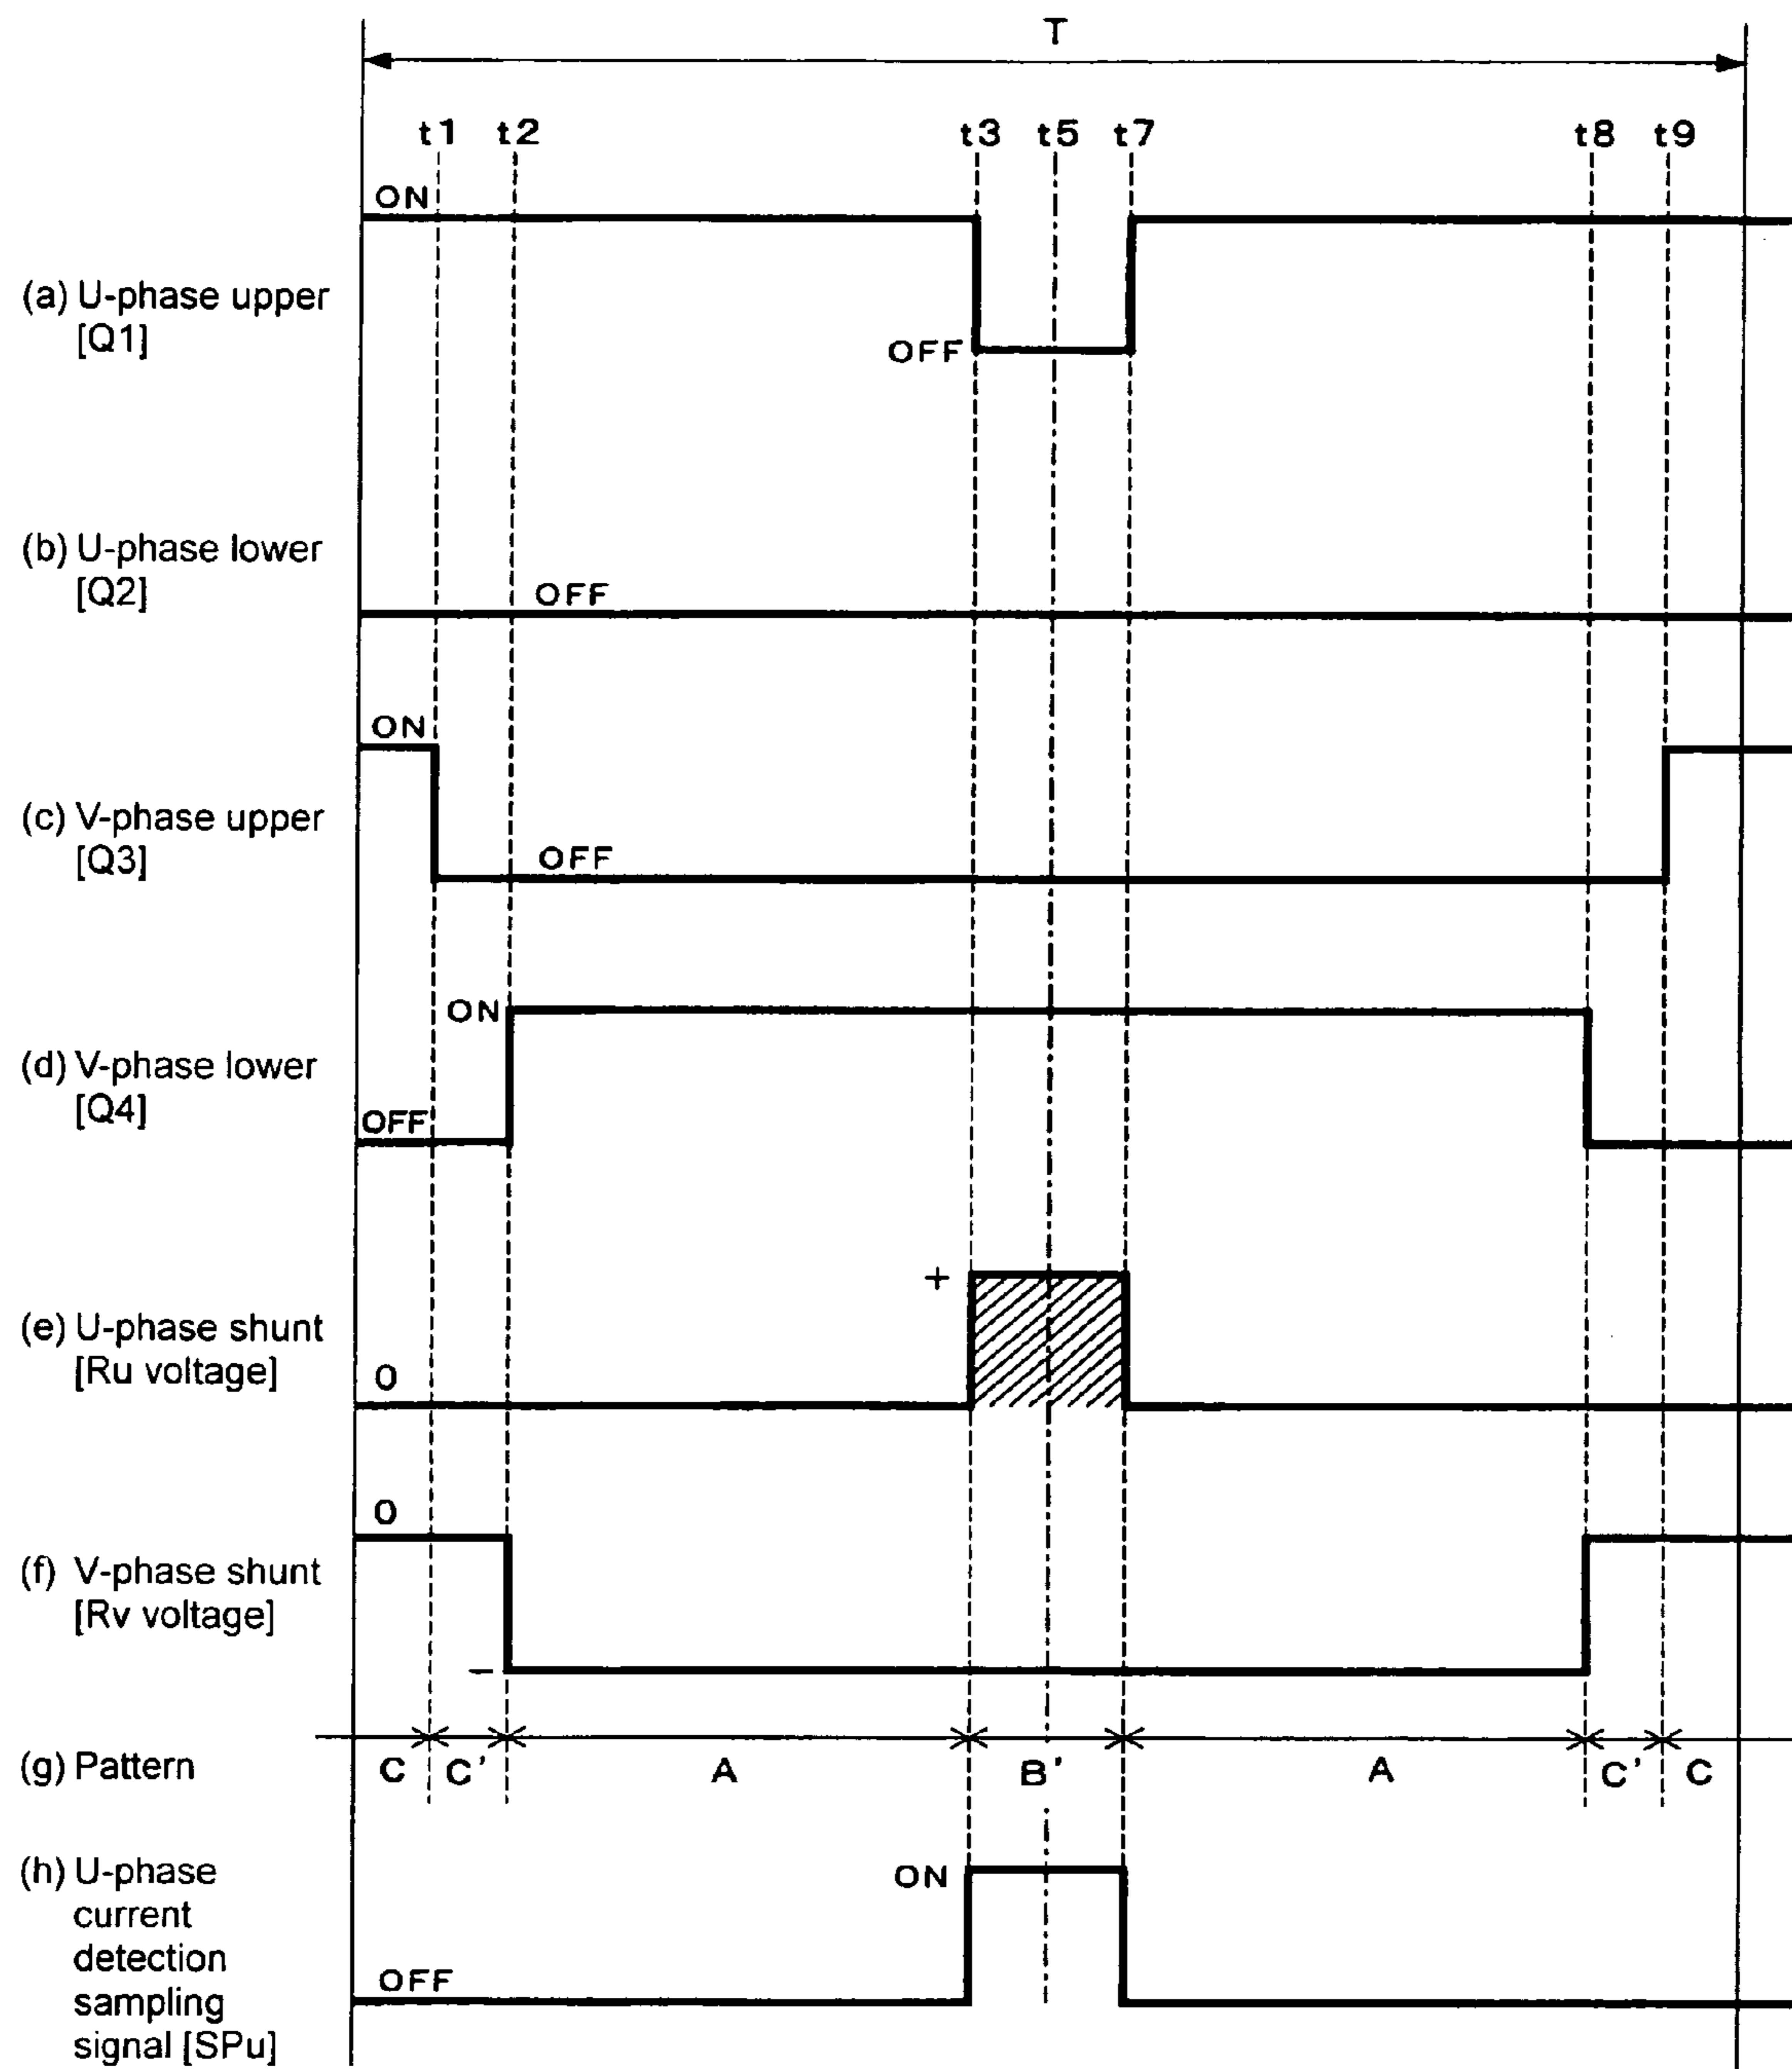 T
t1 t2 t3 t5 t7 t8 t9
ON
(a) U-phase upper
[Q1]
OFF
(b) U-phase lower
[Q2]
OFF
ON
(c) V-phase upper
[Q3]
OFF
ON
(d) V-phase lower
[Q4]
OFF
+
(e) U-phase shunt
[Ru voltage]
0
0
(f) V-phase shunt
[Rv voltage]
−
(g) Pattern
C C' A B' A C' C
(h) U-phase
current
detection
sampling
signal [SPu]
ON
OFF